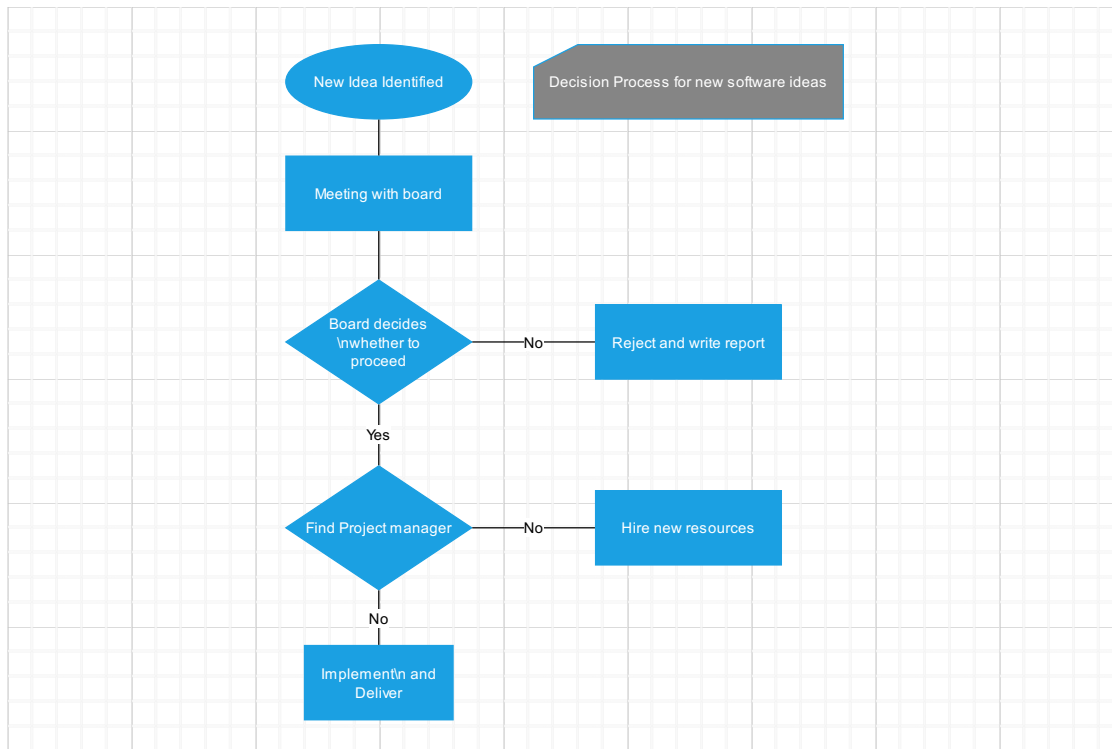 New Idea Identified
Decision Process for new software ideas
Meeting with board
Board decides
\nwhether to
proceed
No
Reject and write report
Yes
Find Project manager
No
Hire new resources
No
Implement\n and
Deliver